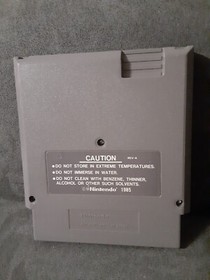 CAUTION
●DO NOT STORE IN EXTREME TEMPERATURES.
●DO NOT IMMERSE IN WATER.
●DO NOT CLEAN WITH BENZENE, THINNER,
ALCOHOL OR OTHER SUCH SOLVENTS.
Nintendo 1985